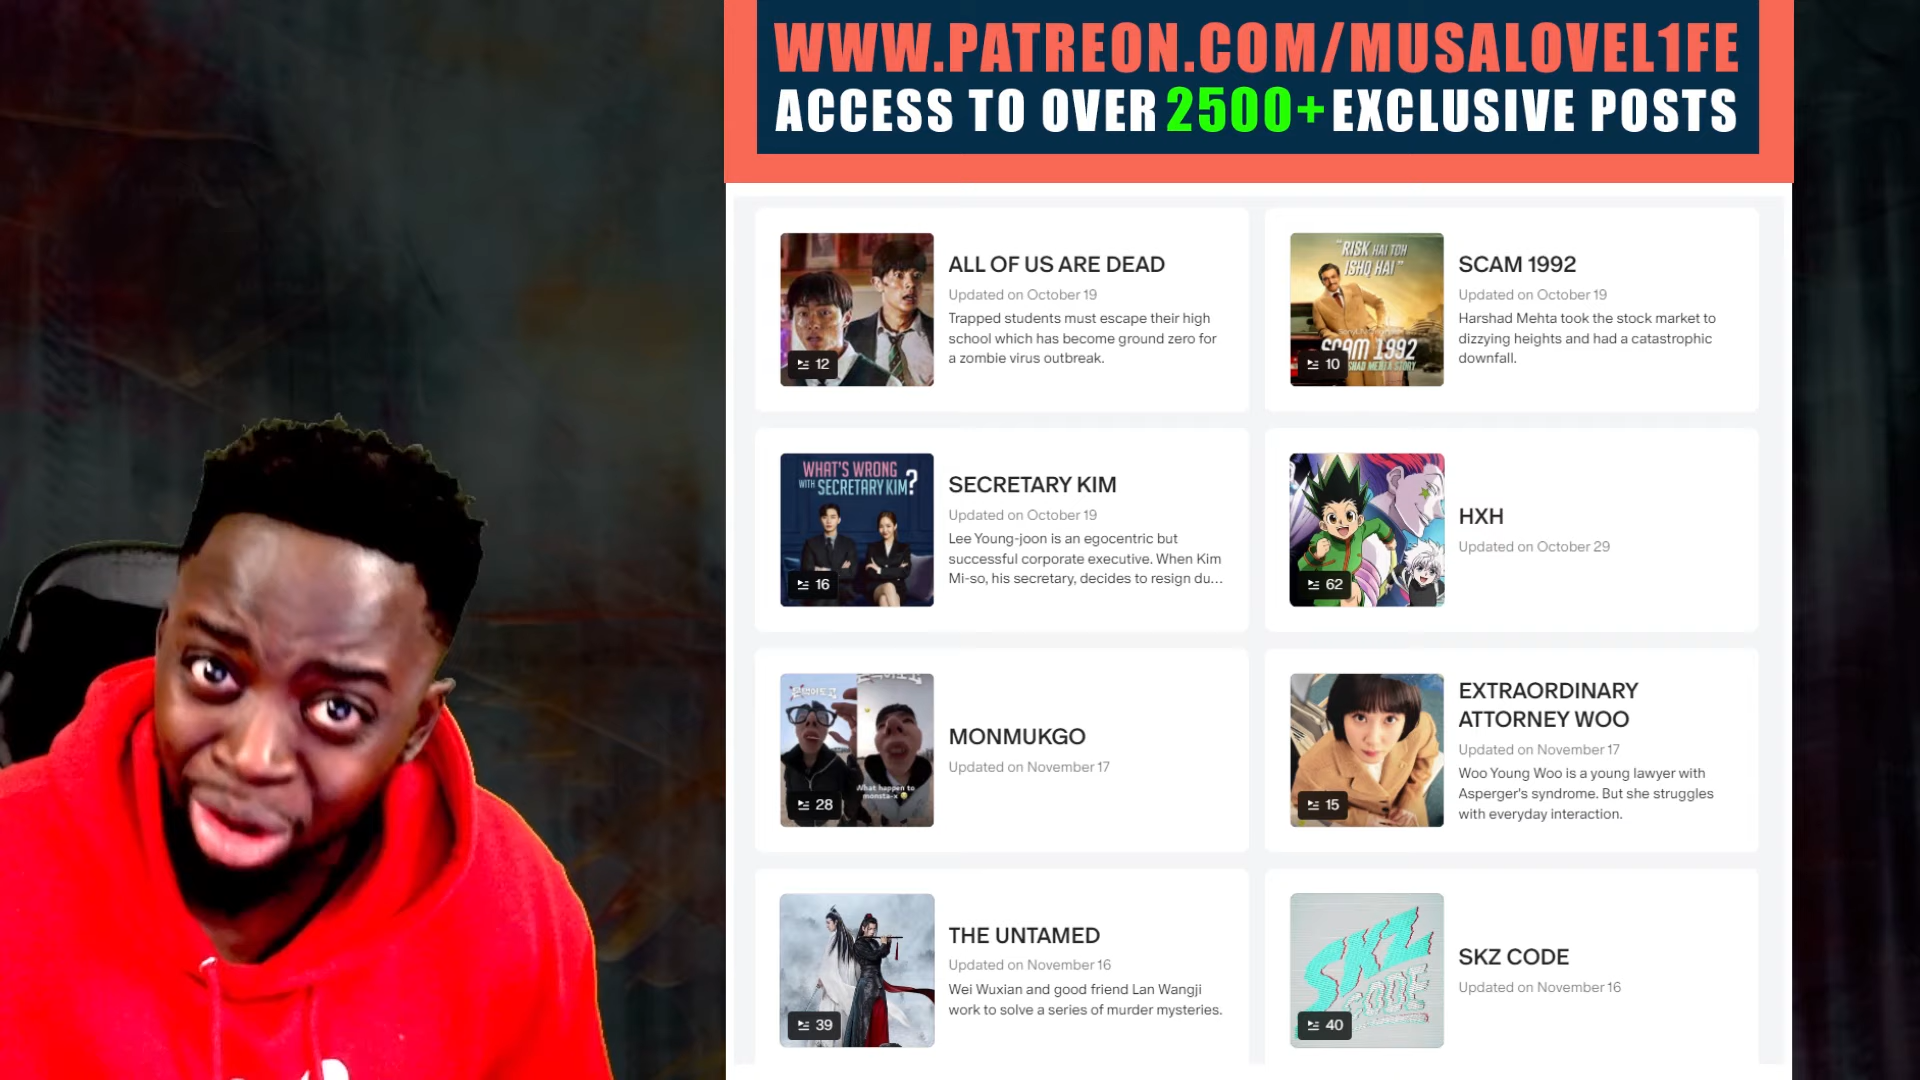 WWW.PATREON.COM/MUSALOVEL1FE
ACCESS TO OVER 2500+ EXCLUSIVE POSTS
12
ALL OF US ARE DEAD
Updated on October 19
Trapped students must escape their high
school which has become ground zero for
a zombie virus outbreak.
"RISK HAI TOH
ISHQ HAI"
SCAM 1992
10
SCAM 1992
Updated on October 19
Harshad Mehta took the stock market to
dizzying heights and had a catastrophic
downfall.
WHAT'S WRONG
WITH SECRETARY KIM?
16
SECRETARY KIM
Updated on October 19
Lee Young-joon is an egocentric but
successful corporate executive. When Kim
Mi-so, his secretary, decides to resign du...
62
HXH
Updated on October 29
What happen to
monsta-x
28
MONMUKGO
Updated on November 17
15
EXTRAORDINARY
ATTORNEY WOO
Updated on November 17
Woo Young Woo is a young lawyer with
Asperger's syndrome. But she struggles
with everyday interaction.
39
THE UNTAMED
Updated on November 16
Wei Wuxian and good friend Lan Wangji
work to solve a series of murder mysteries.
SKZ
CODE
40
SKZ CODE
Updated on November 16